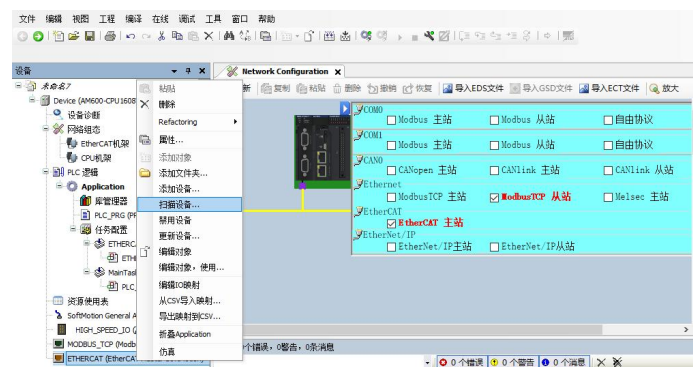 文件 编辑 视图 工程 编译 在线 调试 工具 窗口 帮助
设备
Network Configuration
未命名7
Device (AM600-CPU1608
设备诊断
网络组态
EtherCAT机架
CPU机架
PLC 逻辑
Application
库管理器
PLC_PRG (PR
任务配置
ETHERC
ETH
MainTas
PLC_
资源使用表
SoftMotion General A
HIGH_SPEED_IO (
MODBUS_TCP (Modb
ETHERCAT (EtherCA
粘贴
删除
Refactoring
属性...
添加对象
添加文件夹...
添加设备...
扫描设备...
禁用设备
更新设备...
编辑对象
编辑对象，使用...
编辑IO映射
从CSV导入映射...
导出映射到CSV...
折叠Application
仿真
新 复制 粘贴 删除 撤销 恢复 导入EDS文件 导入GSD文件 导入ECT文件 放大
COM0
Modbus 主站 Modbus 从站 自由协议
COM1
Modbus 主站 Modbus 从站 自由协议
CAN0
CANopen 主站 CANlink 主站 CANlink 从站
Ethernet
ModbusTCP 主站 ModbusTCP 从站 Melsec 主站
EtherCAT
EtherCAT 主站
EtherNet/IP
EtherNet/IP主站 EtherNet/IP从站
个错误，0警告，0条消息
0 个错误 0 个警告 0 个消息